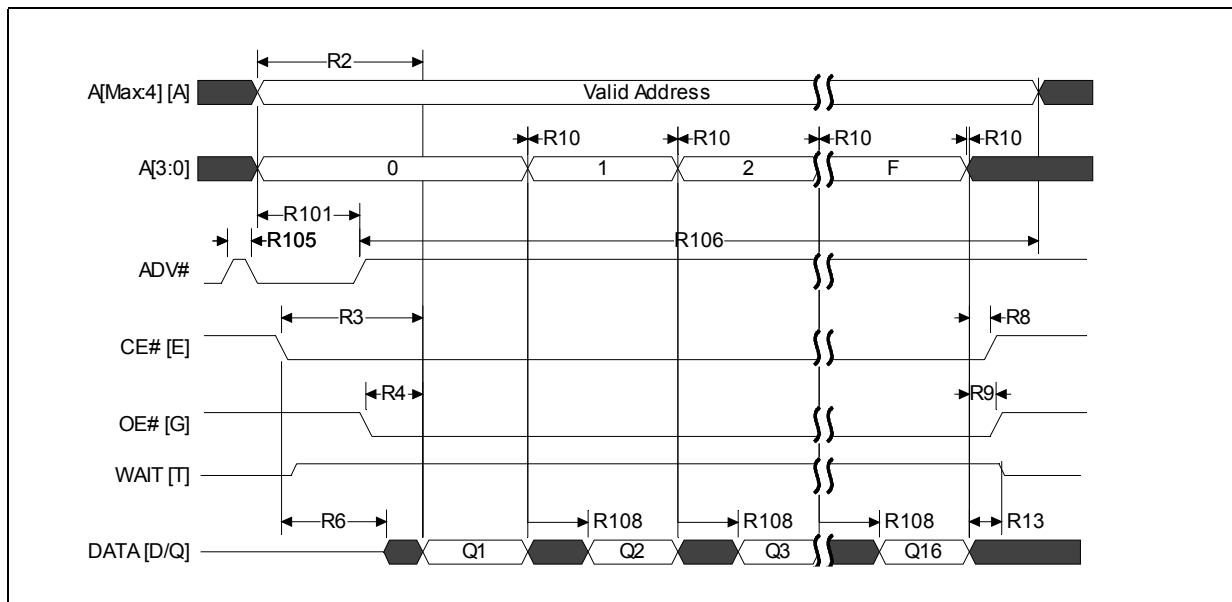 R2
A[Max:4] [A] Valid Address
R10 R10 R10 R10
A[3:0] 0 1 2 F
R101
R105 R106
ADV#
R3 R8
CE# [E]
R4 R9
OE# [G]
WAIT [T]
R6 R108 R108 R108 R13
DATA [D/Q] Q1 Q2 Q3 Q16